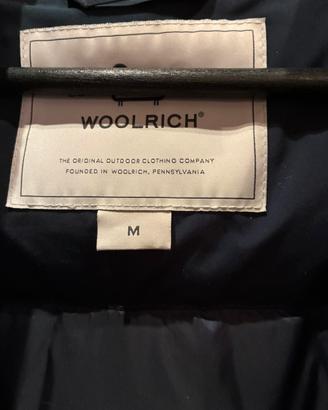 WOOLRICH®
THE ORIGINAL OUTDOOR CLOTHING COMPANY
FOUNDED IN WOOLRICH, PENNSYLVANIA
M